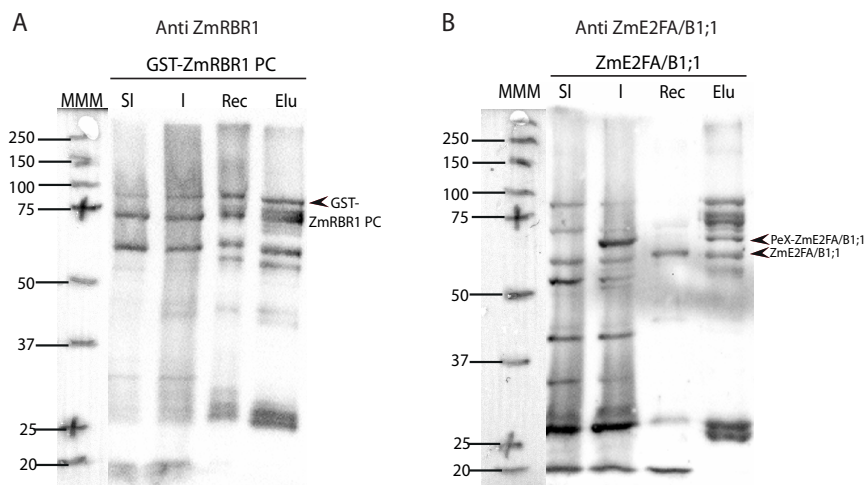 A
Anti ZmRBR1
GST-ZmRBR1 PC
MMM SI I Rec Elu
250
150
100
75
50
37
25
20
GST-
ZmRBR1 PC
B
Anti ZmE2FA/B1;1
ZmE2FA/B1;1
MMM SI I Rec Elu
250
150
100
75
50
37
25
20
PeX-ZmE2FA/B1;1
ZmE2FA/B1;1